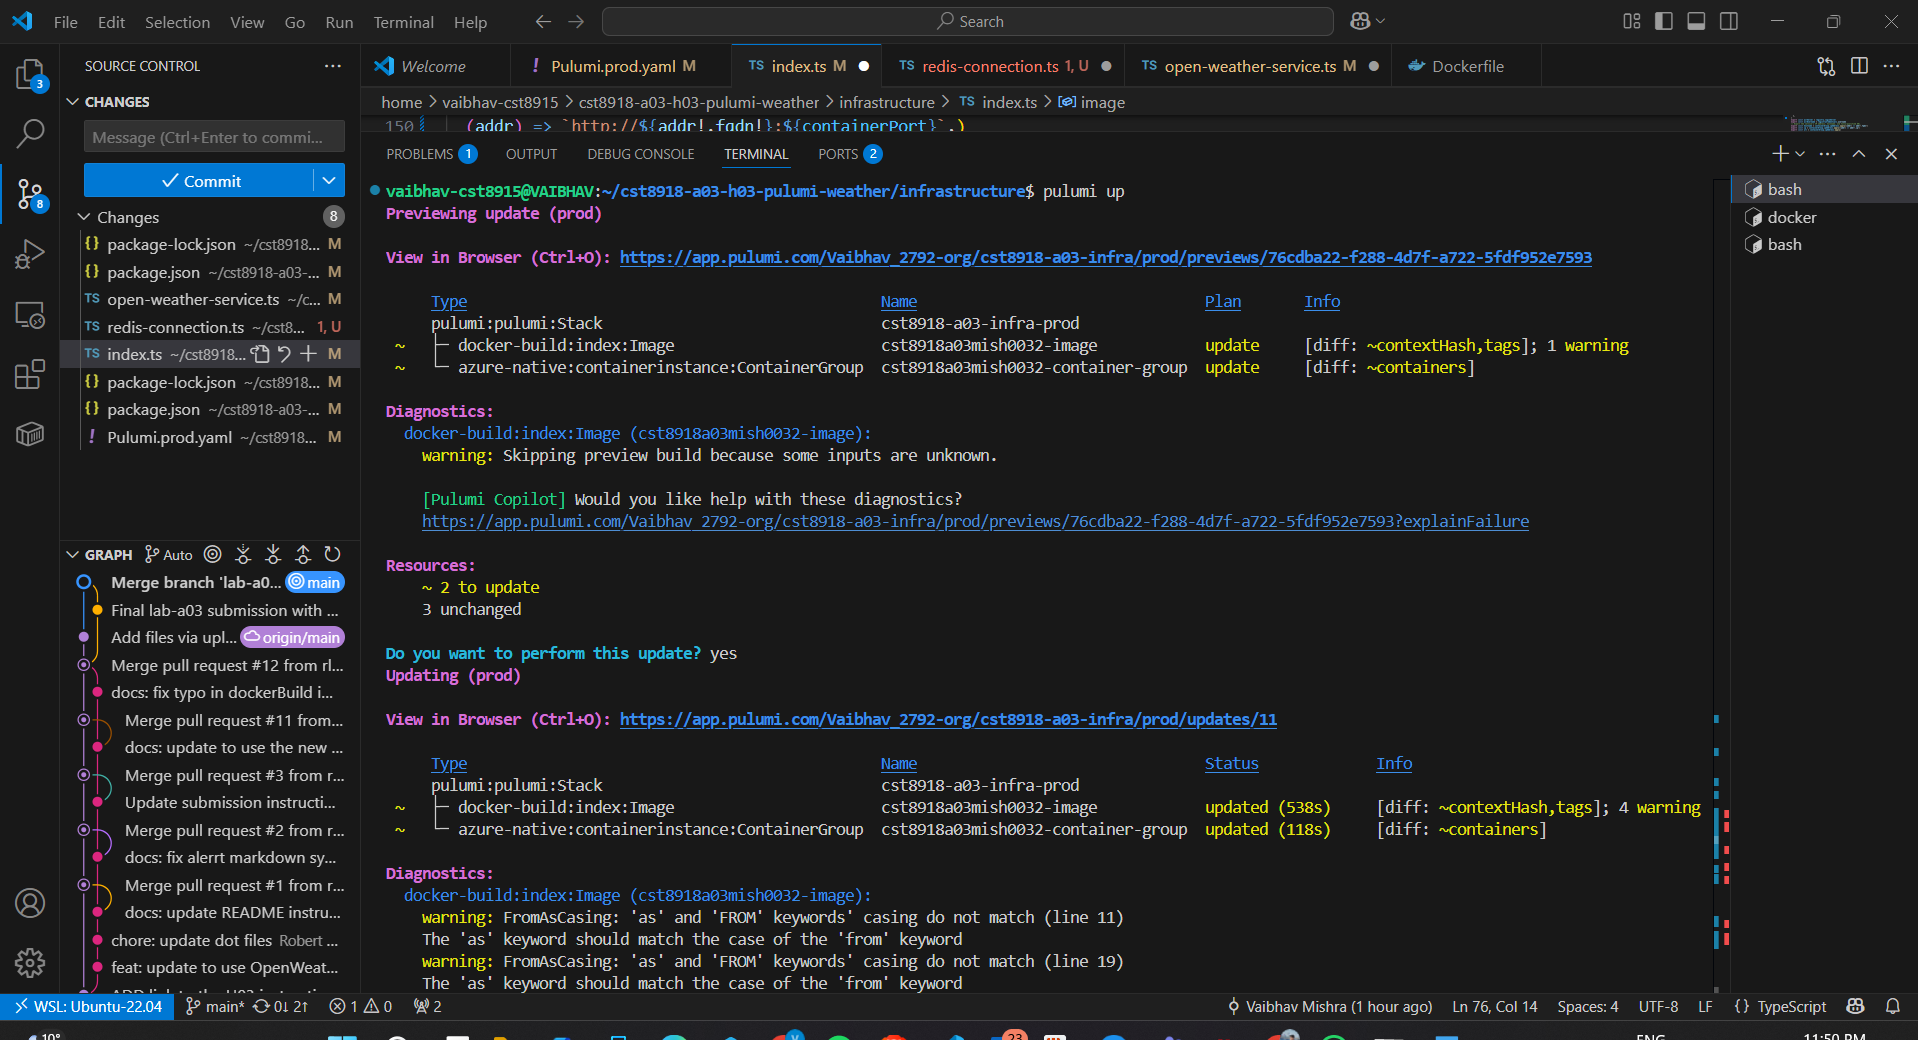 File Edit Selection View Go Run Terminal Help
Search
SOURCE CONTROL
Welcome
! Pulumi.prod.yaml M
TS index.ts M
TS redis-connection.ts 1, U
TS open-weather-service.ts M
Dockerfile
CHANGES
home > vaibhav-cst8915 > cst8918-a03-h03-pulumi-weather > infrastructure > TS index.ts > image
150 (addr) => `http://${addr!.fqdn!}:${containerPort}`,)
Message (Ctrl+Enter to commi...
Commit
Changes 8
{} package-lock.json ~/cst8918... M
{} package.json ~/cst8918-a03-... M
TS open-weather-service.ts ~/c... M
TS redis-connection.ts ~/cst8... 1, U
TS index.ts ~/cst8918... M
{} package-lock.json ~/cst8918... M
{} package.json ~/cst8918-a03-... M
! Pulumi.prod.yaml ~/cst8918... M
3
8
GRAPH Auto
Merge branch 'lab-a0... main
Final lab-a03 submission with ...
Add files via upl... origin/main
Merge pull request #12 from rl...
docs: fix typo in dockerBuild i...
Merge pull request #11 from...
docs: update to use the new ...
Merge pull request #3 from r...
Update submission instructi...
Merge pull request #2 from r...
docs: fix alerrt markdown sy...
Merge pull request #1 from r...
docs: update README instru...
chore: update dot files Robert ...
feat: update to use OpenWeat...
PROBLEMS 1 OUTPUT DEBUG CONSOLE TERMINAL PORTS 2
vaibhav-cst8915@VAIBHAV:~/cst8918-a03-h03-pulumi-weather/infrastructure$ pulumi up
Previewing update (prod)
View in Browser (Ctrl+O): https://app.pulumi.com/Vaibhav_2792-org/cst8918-a03-infra/prod/previews/76cdba22-f288-4d7f-a722-5fdf952e7593
Type Name Plan Info
pulumi:pulumi:Stack cst8918-a03-infra-prod
~ ├─ docker-build:index:Image cst8918a03mish0032-image update [diff: ~contextHash,tags]; 1 warning
~ └─ azure-native:containerinstance:ContainerGroup cst8918a03mish0032-container-group update [diff: ~containers]
Diagnostics:
docker-build:index:Image (cst8918a03mish0032-image):
warning: Skipping preview build because some inputs are unknown.
[Pulumi Copilot] Would you like help with these diagnostics?
https://app.pulumi.com/Vaibhav_2792-org/cst8918-a03-infra/prod/previews/76cdba22-f288-4d7f-a722-5fdf952e7593?explainFailure
Resources:
~ 2 to update
3 unchanged
Do you want to perform this update? yes
Updating (prod)
View in Browser (Ctrl+O): https://app.pulumi.com/Vaibhav_2792-org/cst8918-a03-infra/prod/updates/11
Type Name Status Info
pulumi:pulumi:Stack cst8918-a03-infra-prod
~ ├─ docker-build:index:Image cst8918a03mish0032-image updated (538s) [diff: ~contextHash,tags]; 4 warning
~ └─ azure-native:containerinstance:ContainerGroup cst8918a03mish0032-container-group updated (118s) [diff: ~containers]
Diagnostics:
docker-build:index:Image (cst8918a03mish0032-image):
warning: FromAsCasing: 'as' and 'FROM' keywords' casing do not match (line 11)
The 'as' keyword should match the case of the 'from' keyword
warning: FromAsCasing: 'as' and 'FROM' keywords' casing do not match (line 19)
The 'as' keyword should match the case of the 'from' keyword
bash
docker
bash
WSL: Ubuntu-22.04 main* 0↓ 2↑ 1 0 2
Vaibhav Mishra (1 hour ago) Ln 76, Col 14 Spaces: 4 UTF-8 LF {} TypeScript
10°
23
ENG
11:50 PM